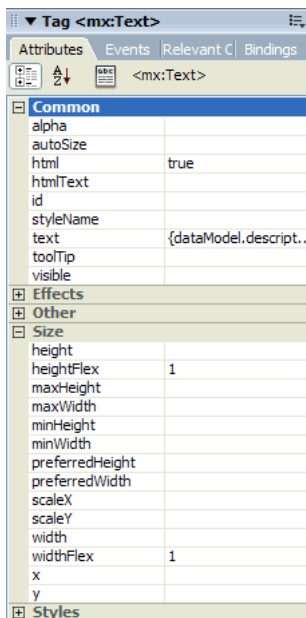 Tag <mx:Text>
Attributes Events Relevant C Bindings
abc <mx:Text>
Common
alpha
autoSize
html true
htmlText
id
styleName
text {dataModel.descript..
toolTip
visible
Effects
Other
Size
height
heightFlex 1
maxHeight
maxWidth
minHeight
minWidth
preferredHeight
preferredWidth
scaleX
scaleY
width
widthFlex 1
x
y
Styles